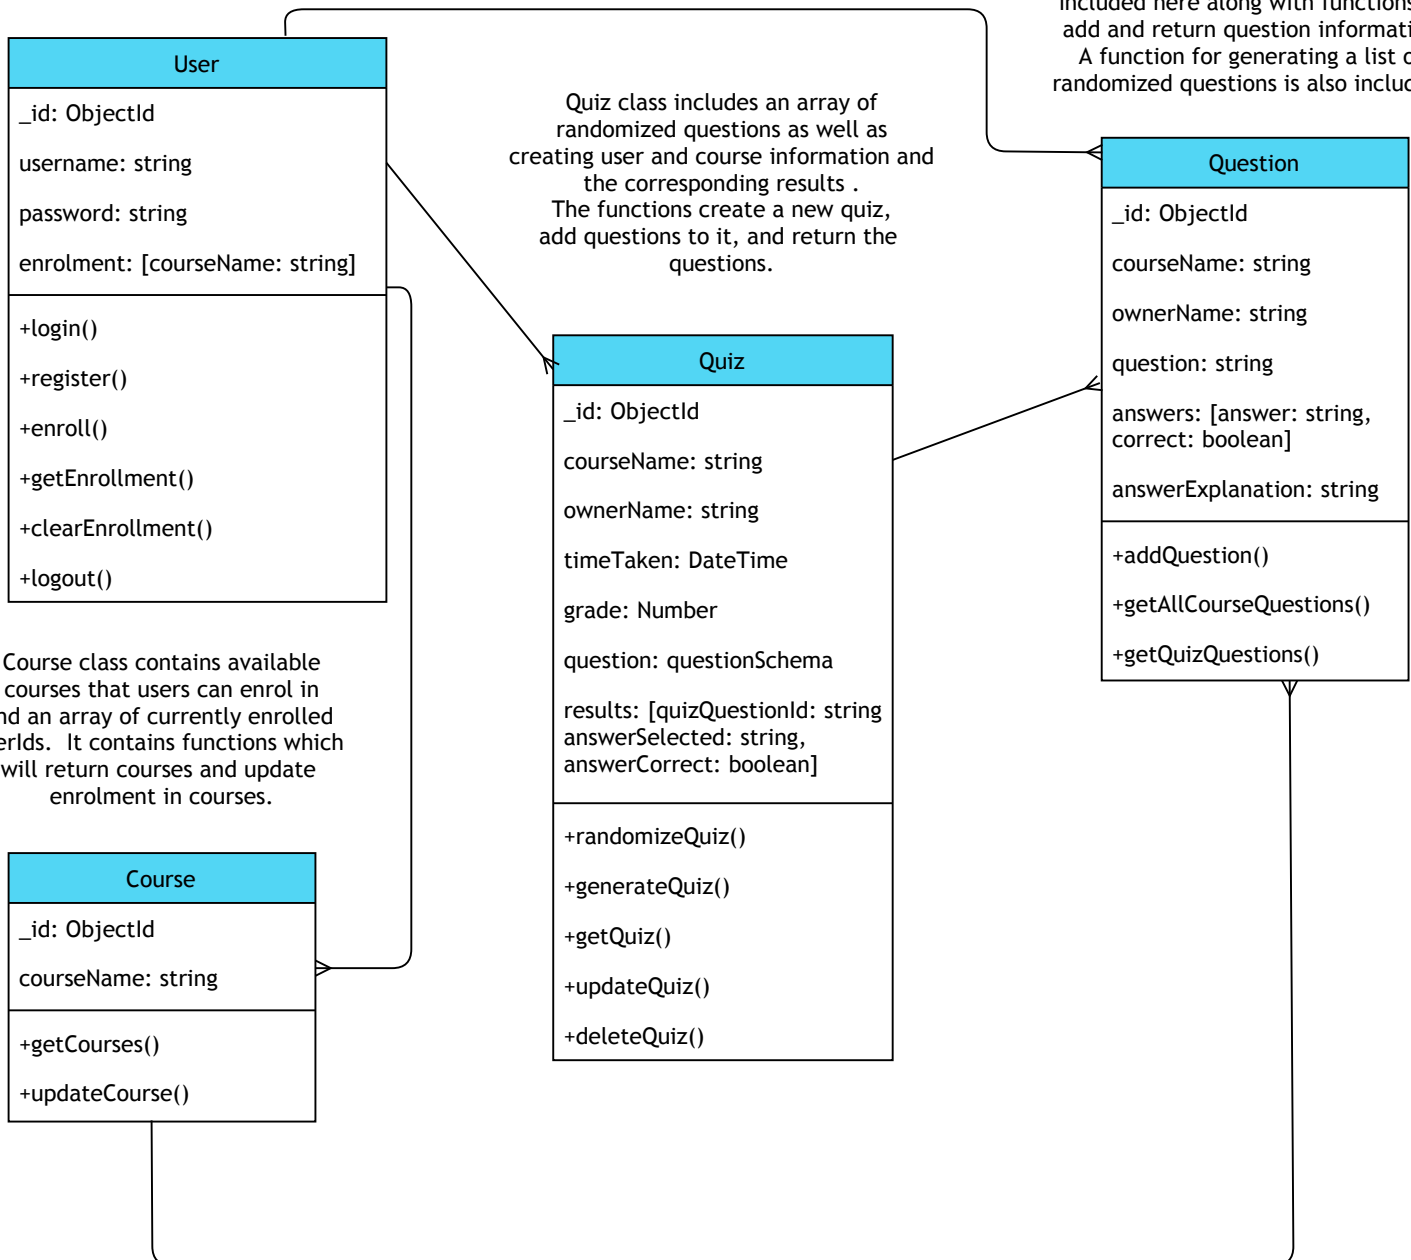 included here along with functions
add and return question
A function for generating a list
randomized questions is also
User
_id: ObjectId
username: string
password: string
enrolment: [courseName: string]
+login()
+register()
+enroll()
+getEnrollment()
+clearEnrollment()
+logout()
Quiz class includes an array of
randomized questions as well as
creating user and course information and
the corresponding results .
The functions create a new quiz,
add questions to it, and return the
questions.
Question
_id: ObjectId
courseName: string
ownerName: string
question: string
answers: [answer: string,
correct: boolean]
answerExplanation: string
+addQuestion()
+getAllCourseQuestions()
+getQuizQuestions()
Quiz
_id: ObjectId
courseName: string
ownerName: string
timeTaken: DateTime
grade: Number
question: questionSchema
results: [quizQuestionId: string
answerSelected: string,
answerCorrect: boolean]
+randomizeQuiz()
+generateQuiz()
+getQuiz()
+updateQuiz()
+deleteQuiz()
Course class contains available
courses that users can enrol in
an array of currently enrolled
It contains functions which
will return courses and update
enrolment in courses.
Course
_id: ObjectId
courseName: string
+getCourses()
+updateCourse()